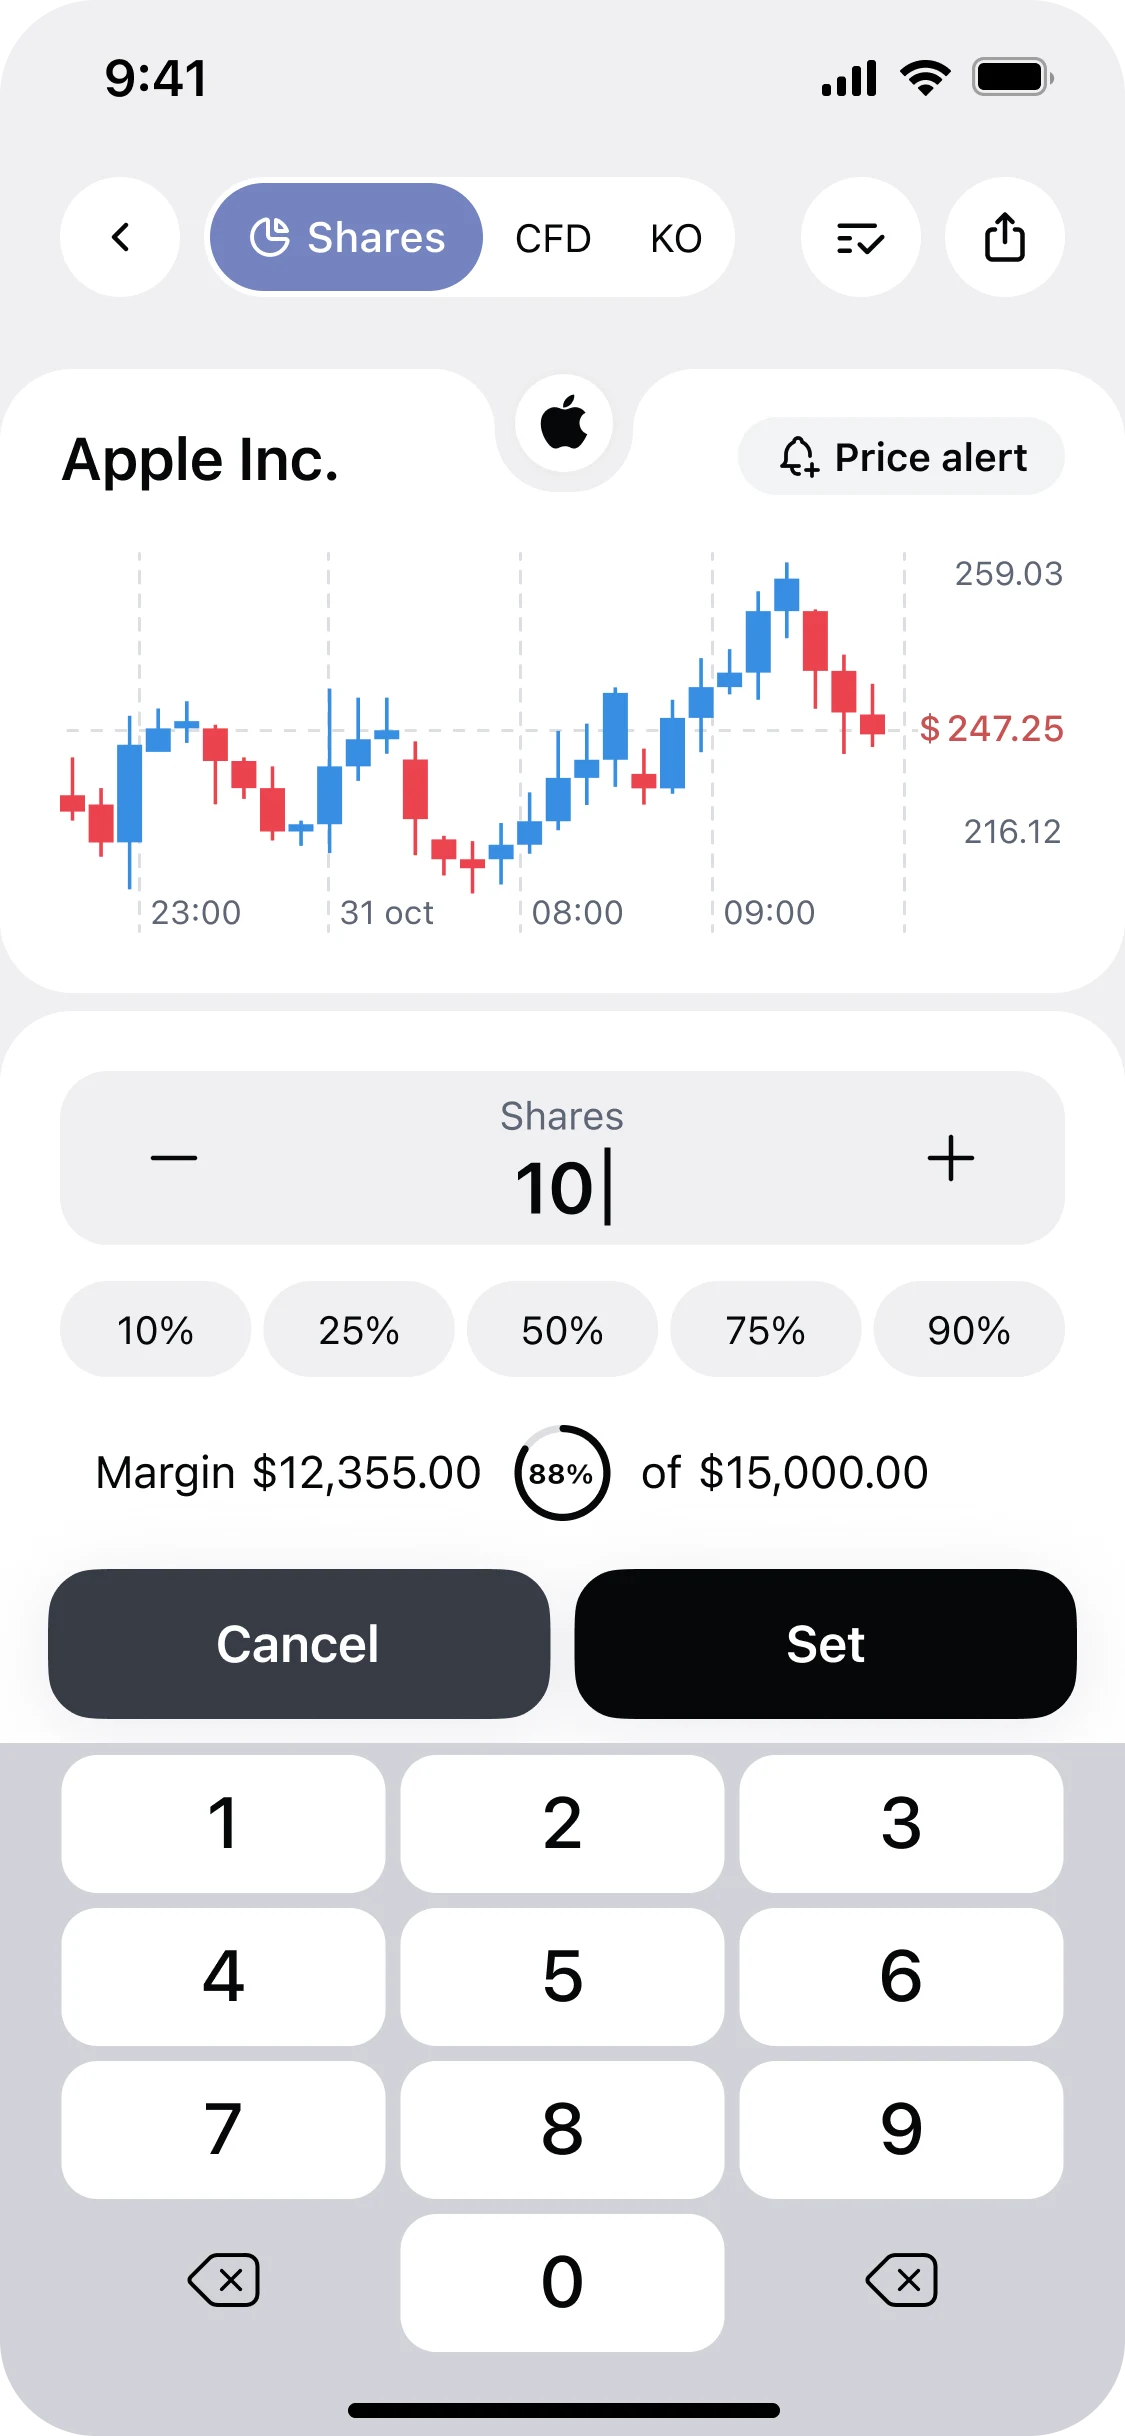 9:41
Shares CFD KO
Apple Inc.
Price alert
259.03
$247.25
216.12
23:00 31 oct 08:00 09:00
Shares
10
10% 25% 50% 75% 90%
Margin $12,355.00 88% of $15,000.00
Cancel Set
1 2 3
4 5 6
7 8 9
0